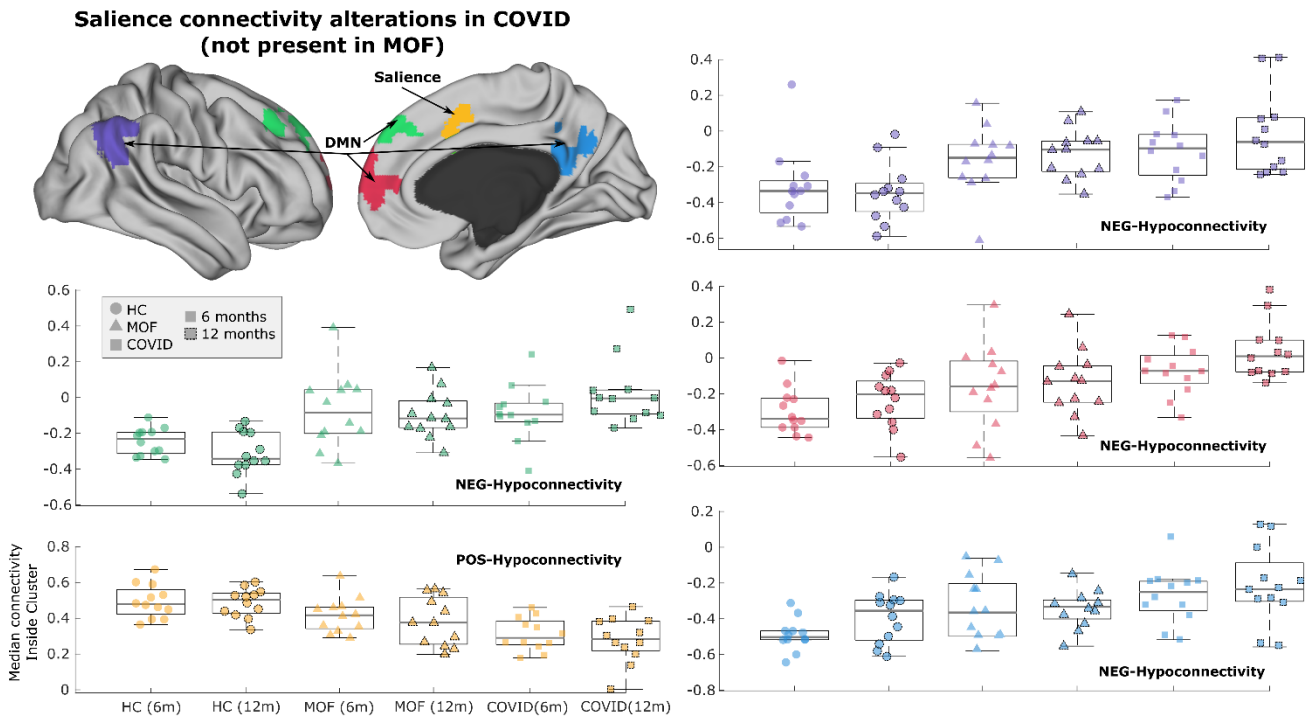 Salience connectivity alterations in COVID
(not present in MOF)
Salience
DMN
0.4
0.2
0
-0.2
-0.4
-0.6
NEG-Hypoconnectivity
0.6
0.4
0.2
0
-0.2
-0.4
-0.6
HC
MOF
COVID
6 months
12 months
NEG-Hypoconnectivity
0.4
0.2
0
-0.2
-0.4
-0.6
NEG-Hypoconnectivity
Median connectivity
Inside Cluster
0.8
0.6
0.4
0.2
0
POS-Hypoconnectivity
HC (6m) HC (12m) MOF (6m) MOF (12m) COVID(6m) COVID(12m)
0.2
0
-0.2
-0.4
-0.6
-0.8
NEG-Hypoconnectivity